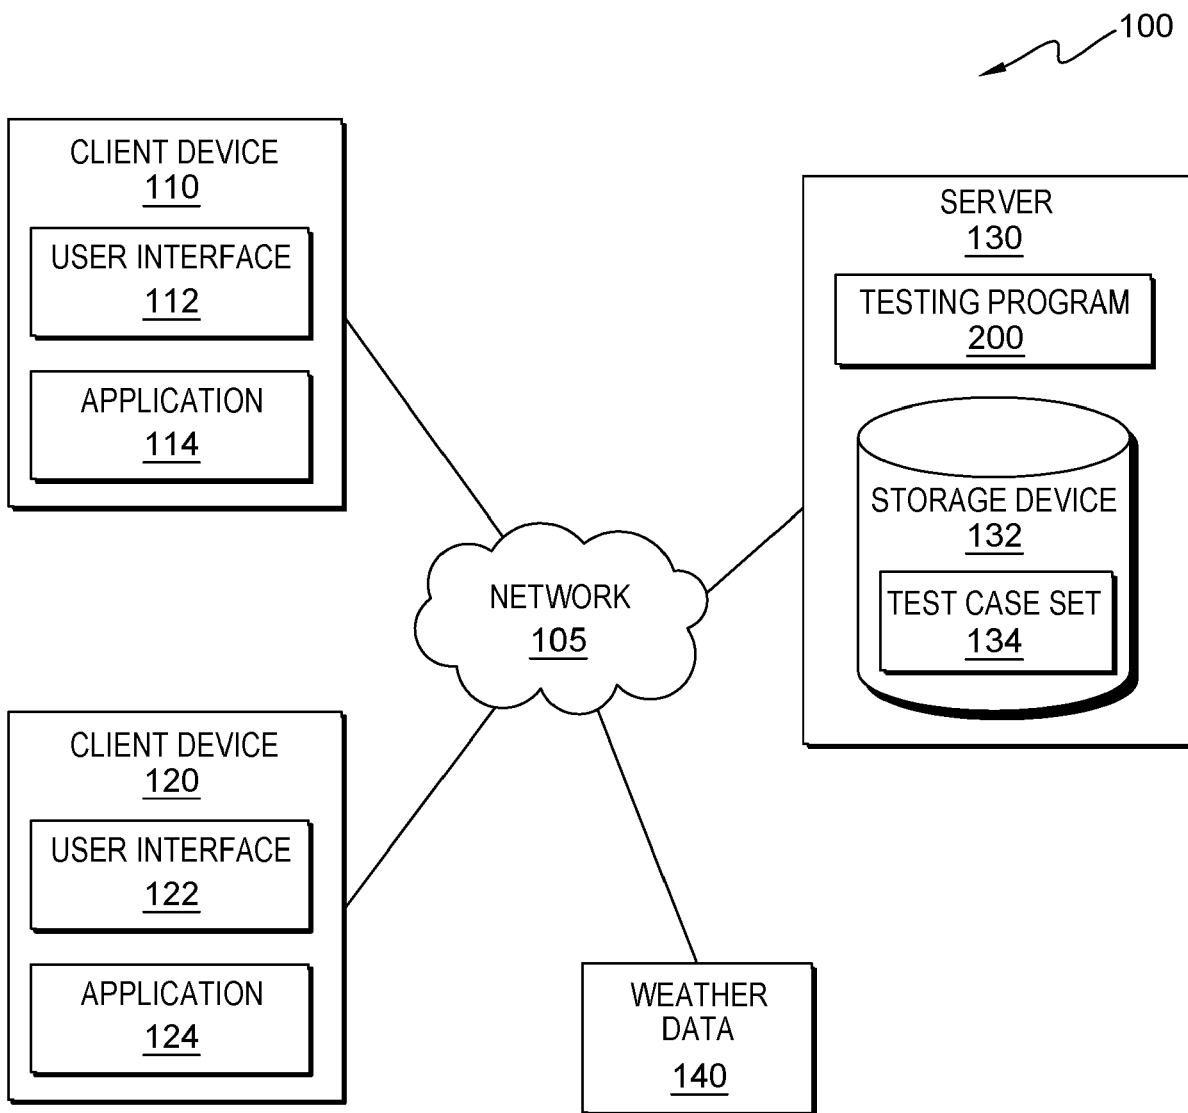 100
CLIENT DEVICE
110
USER INTERFACE
112
APPLICATION
114
SERVER
130
TESTING PROGRAM
200
STORAGE DEVICE
132
TEST CASE SET
134
NETWORK
105
CLIENT DEVICE
120
USER INTERFACE
122
APPLICATION
124
WEATHER
DATA
140